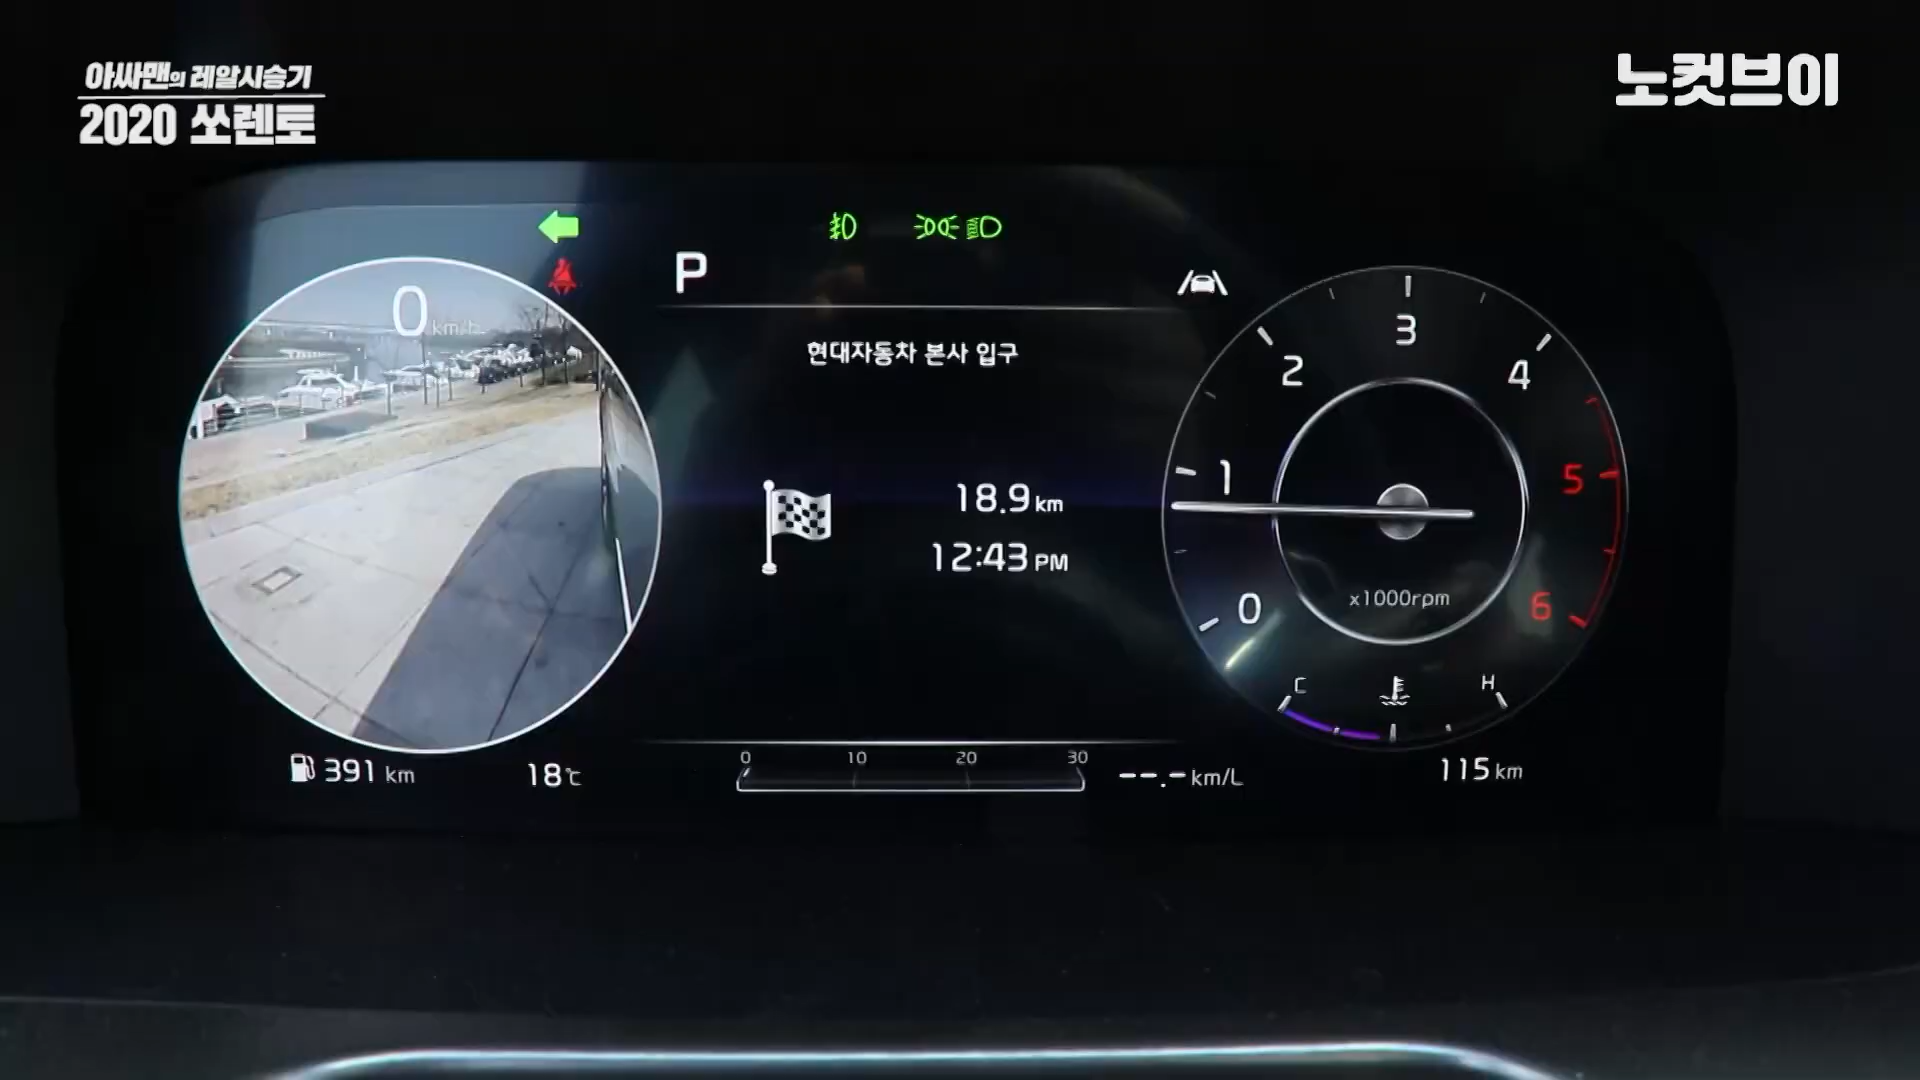 아싸맨의 레알시승기
2020 쏘렌토
노컷브이
0 km/h
P
현대자동차 본사 입구
18.9 km
12:43 PM
0
1
2
3
4
5
6
x1000rpm
C
H
391 km
18℃
0
10
20
30
--.- km/L
115 km